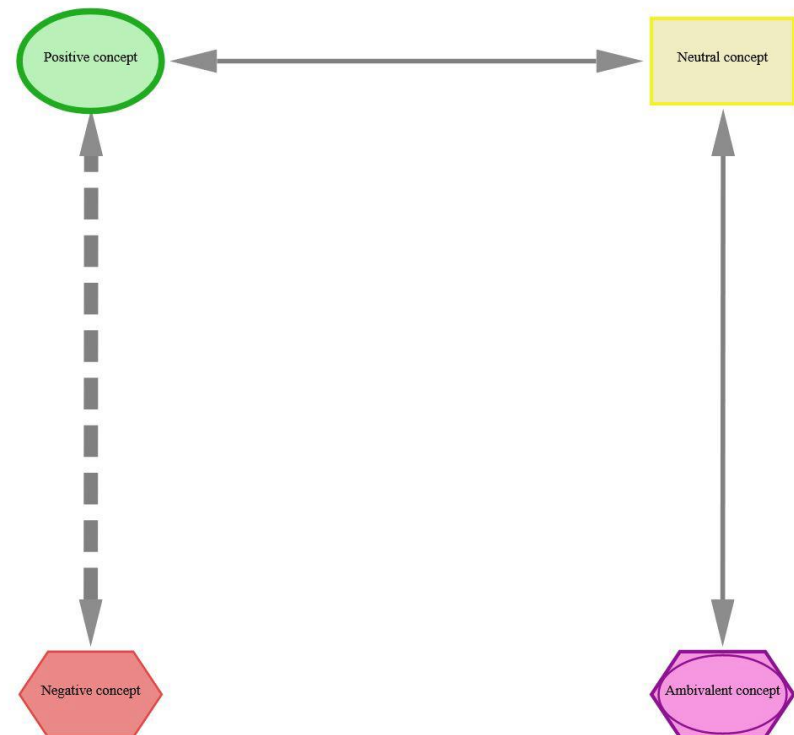 Positive concept
Neutral concept
Negative concept
Ambivalent concept